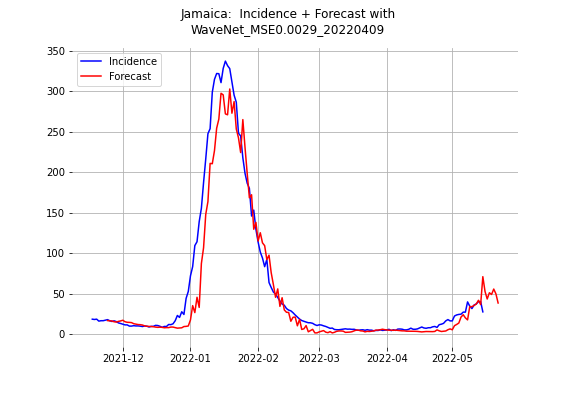 Jamaica:  Incidence + Forecast with
WaveNet_MSE0.0029_20220409
350
Incidence
Forecast
300
250
200
150
100
50
0
2021-12 2022-01 2022-02 2022-03 2022-04 2022-05